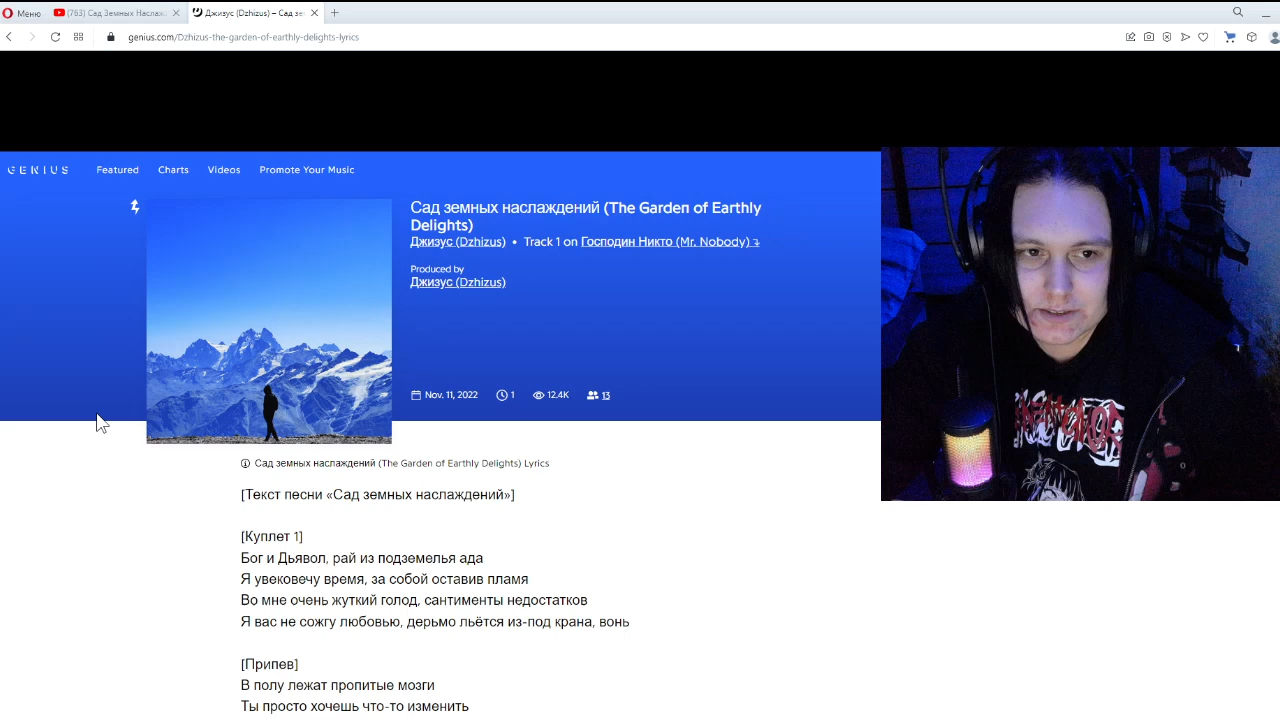 Меню
(763) Сад Земных Наслаж
Джизус (Dzhizus) – Сад зе
genius.com/Dzhizus-the-garden-of-earthly-delights-lyrics
GENIUS
Featured
Charts
Videos
Promote Your Music
Сад земных наслаждений (The Garden of Earthly
Delights)
Джизус (Dzhizus) • Track 1 on Господин Никто (Mr. Nobody)
Produced by
Джизус (Dzhizus)
Nov. 11, 2022
1
12.4K
13
Сад земных наслаждений (The Garden of Earthly Delights) Lyrics
[Текст песни «Сад земных наслаждений»]
[Куплет 1]
Бог и Дьявол, рай из подземелья ада
Я увековечу время, за собой оставив пламя
Во мне очень жуткий голод, сантименты недостатков
Я вас не сожгу любовью, дерьмо льётся из-под крана, вонь
[Припев]
В полу лежат пропитые мозги
Ты просто хочешь что-то изменить